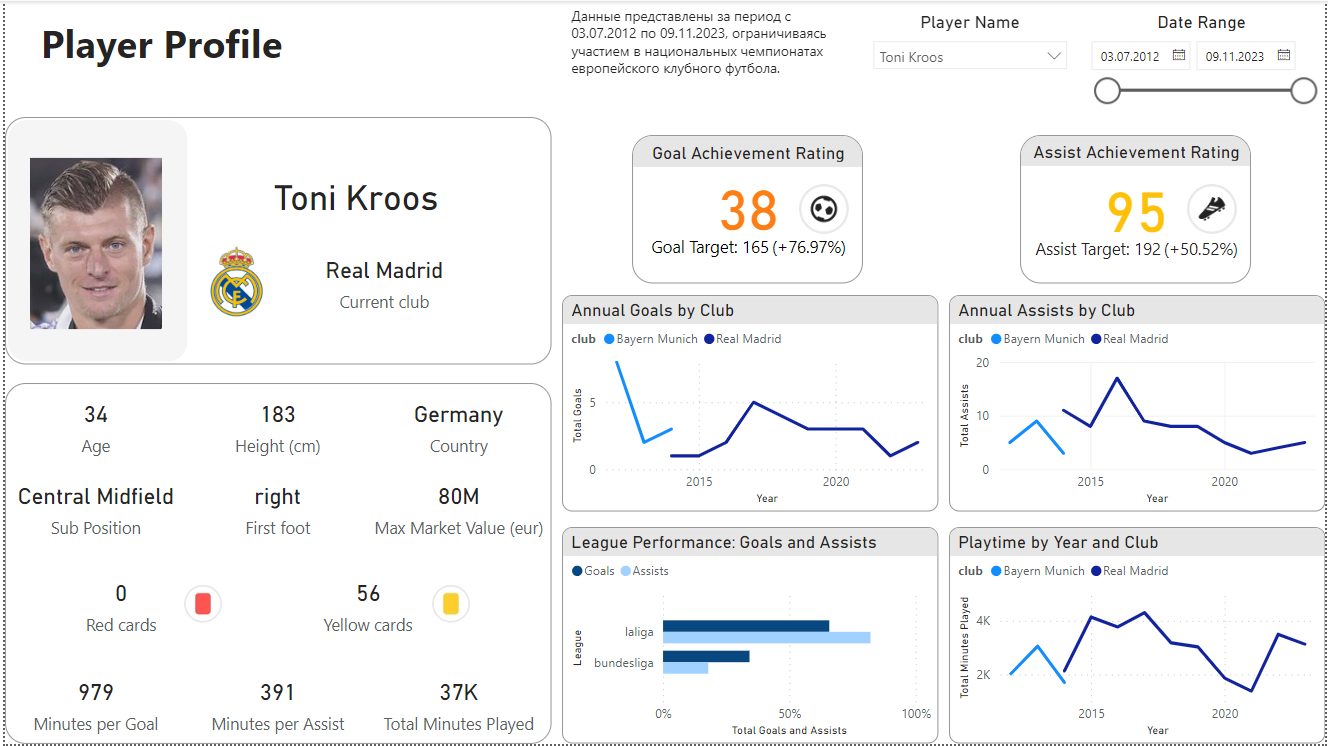 Player Profile
Данные представлены за период с
03.07.2012 по 09.11.2023, ограничиваясь
участием в национальных чемпионатах
европейского клубного футбола.
Player Name
Toni Kroos
Date Range
03.07.2012
09.11.2023
Toni Kroos
Real Madrid
Current club
34
Age
183
Height (cm)
Germany
Country
Central Midfield
Sub Position
right
First foot
80M
Max Market Value (eur)
0
Red cards
56
Yellow cards
979
Minutes per Goal
391
Minutes per Assist
37K
Total Minutes Played
Goal Achievement Rating
38
Goal Target: 165 (+76.97%)
Assist Achievement Rating
95
Assist Target: 192 (+50.52%)
Annual Goals by Club
club Bayern Munich Real Madrid
Total Goals
5
0
2015 2020
Year
Annual Assists by Club
club Bayern Munich Real Madrid
Total Assists
20
10
0
2015 2020
Year
League Performance: Goals and Assists
Goals Assists
League
laliga
bundesliga
0% 50% 100%
Total Goals and Assists
Playtime by Year and Club
club Bayern Munich Real Madrid
Total Minutes Played
4K
2K
2015 2020
Year